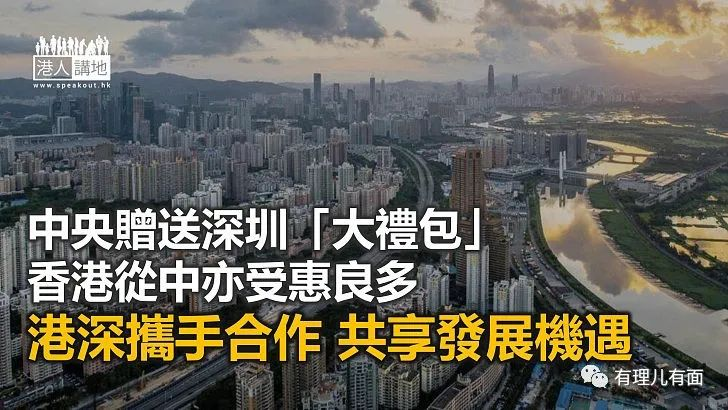 港人講地
www.speakout.hk
中央贈送深圳「大禮包」
香港從中亦受惠良多
港深攜手合作 共享發展機遇
有理儿有面